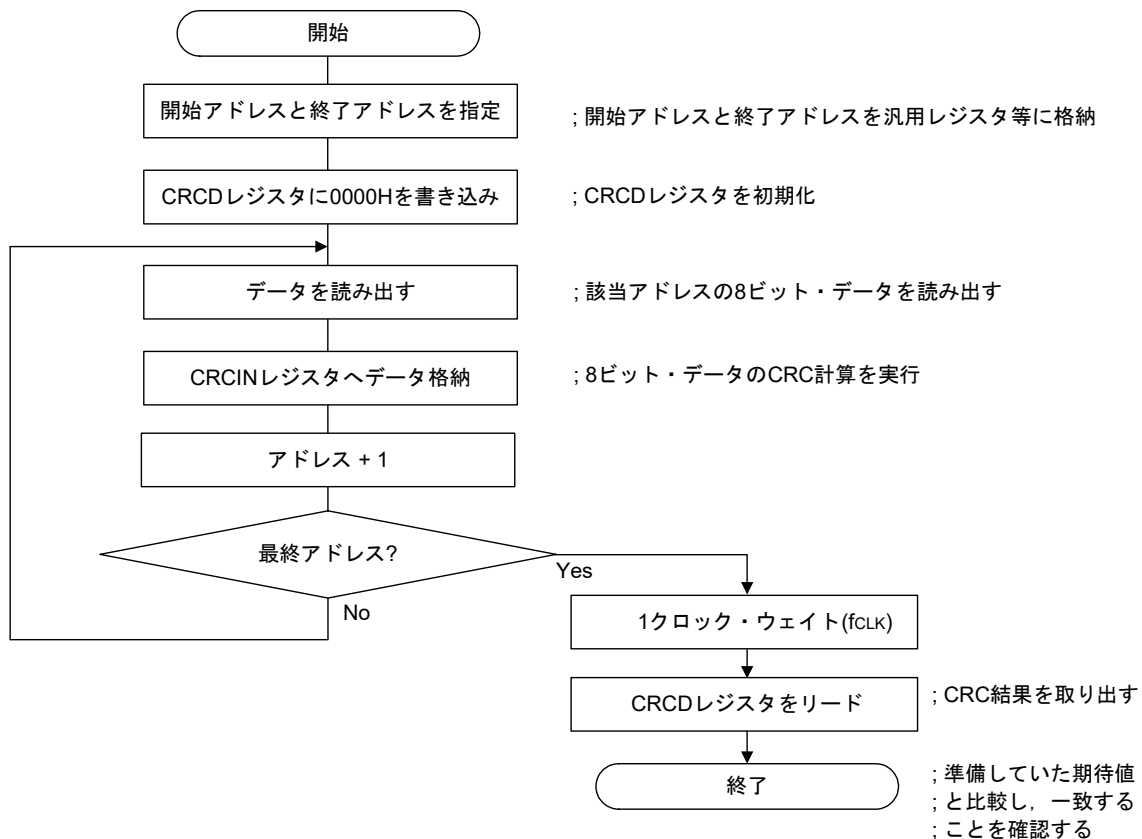 開始
開始アドレスと終了アドレスを指定
; 開始アドレスと終了アドレスを汎用レジスタ等に格納
CRCDレジスタに0000Hを書き込み
; CRCDレジスタを初期化
データを読み出す
; 該当アドレスの8ビット・データを読み出す
CRCINレジスタへデータ格納
; 8ビット・データのCRC計算を実行
アドレス + 1
最終アドレス?
Yes
No
1クロック・ウェイト(fCLK)
CRCDレジスタをリード
; CRC結果を取り出す
終了
; 準備していた期待値
; と比較し，一致する
; ことを確認する